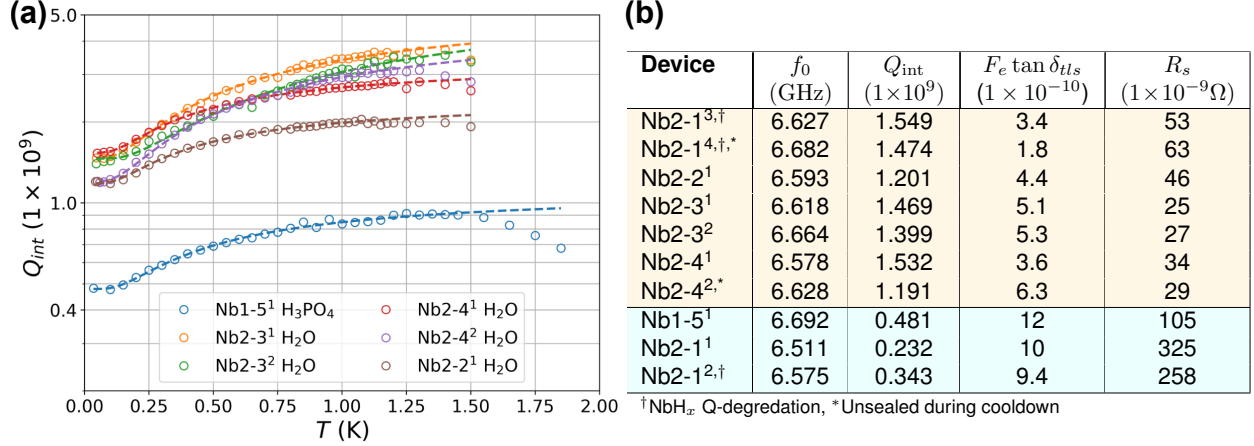 (a)
5.0
1.0
0.4
Q_int (1 × 10^9)
0.00 0.25 0.50 0.75 1.00 1.25 1.50 1.75 2.00
T (K)
Nb1-5^1 H_3PO_4
Nb2-3^1 H_2O
Nb2-3^2 H_2O
Nb2-4^1 H_2O
Nb2-4^2 H_2O
Nb2-2^1 H_2O
(b)
Device f_0 Q_int F_e tan δ_tls R_s
(GHz) (1×10^9) (1 × 10^-10) (1×10^-9Ω)
Nb2-1^3,† 6.627 1.549 3.4 53
Nb2-1^4,†,* 6.682 1.474 1.8 63
Nb2-2^1 6.593 1.201 4.4 46
Nb2-3^1 6.618 1.469 5.1 25
Nb2-3^2 6.664 1.399 5.3 27
Nb2-4^1 6.578 1.532 3.6 34
Nb2-4^2,* 6.628 1.191 6.3 29
Nb1-5^1 6.692 0.481 12 105
Nb2-1^1 6.511 0.232 10 325
Nb2-1^2,† 6.575 0.343 9.4 258
†NbH_x Q-degredation, *Unsealed during cooldown